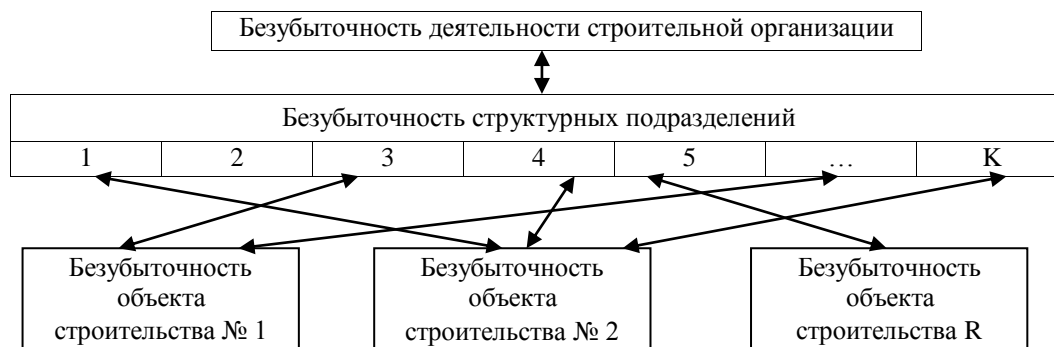 Безубыточность деятельности строительной организации
Безубыточность структурных подразделений
1 2 3 4 5 … К
Безубыточность
объекта
строительства № 1
Безубыточность
объекта
строительства № 2
Безубыточность
объекта
строительства R